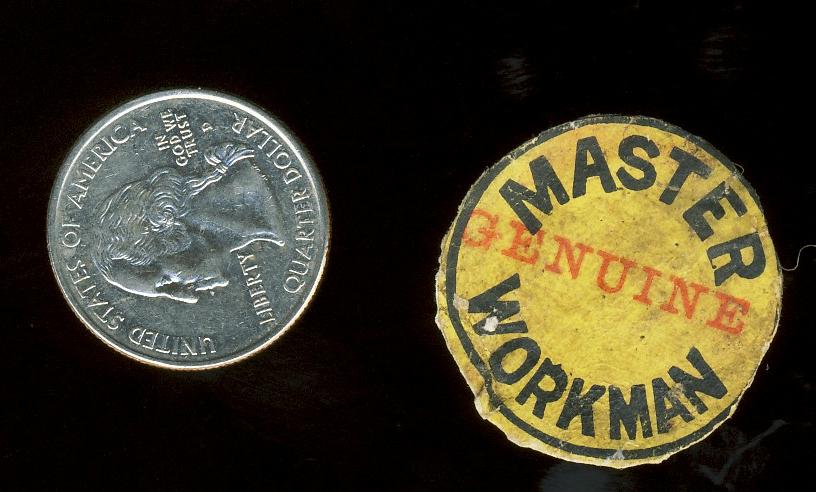 UNITED STATES OF AMERICA
IN
GOD WE
TRUST
D
LIBERTY
QUARTER DOLLAR
MASTER
GENUINE
WORKMAN